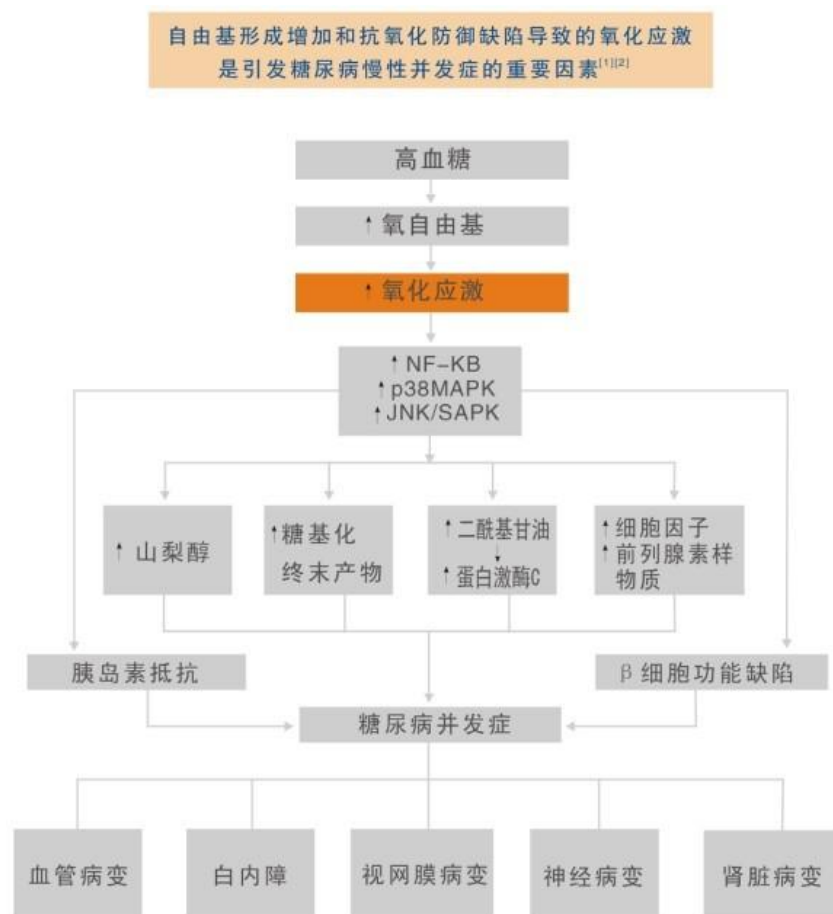 自由基形成增加和抗氧化防御缺陷导致的氧化应激
是引发糖尿病慢性并发症的重要因素[1][2]
高血糖
↑氧自由基
↑氧化应激
↑NF-KB
↑p38MAPK
↑JNK/SAPK
↑山梨醇
↑糖基化
终末产物
↑二酰基甘油
↓
↑蛋白激酶C
↑细胞因子
↑前列腺素样
物质
胰岛素抵抗
β细胞功能缺陷
糖尿病并发症
血管病变
白内障
视网膜病变
神经病变
肾脏病变